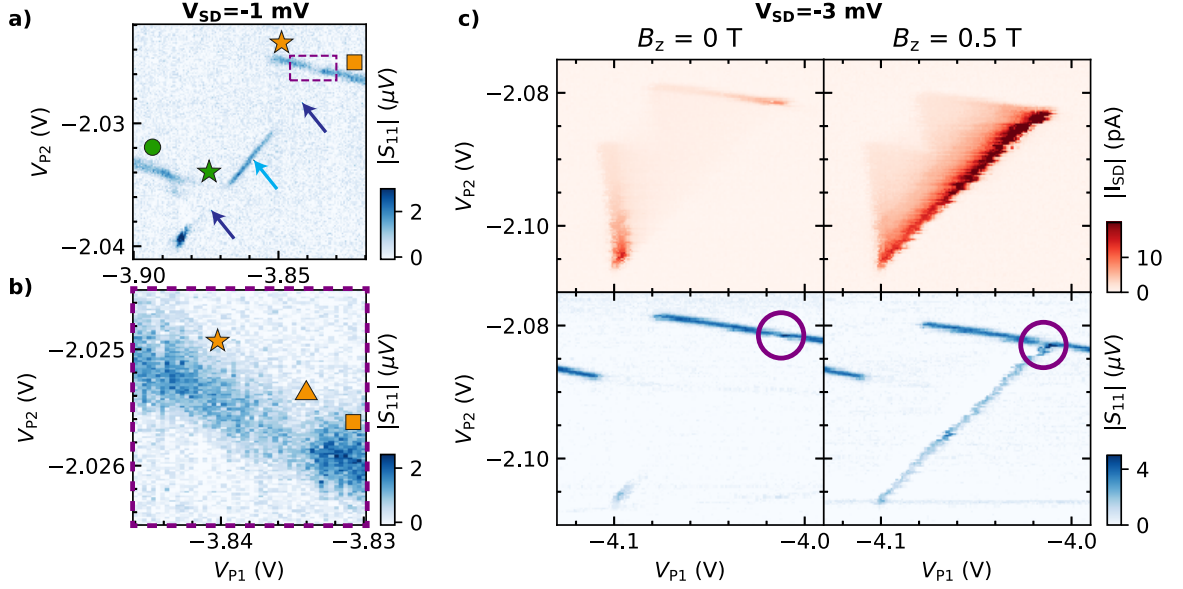 a)
V_SD=-1 mV
V_P2 (V)
−2.03
−2.04
−3.90
−3.85
|S_11| (μV)
2
0
b)
V_P2 (V)
−2.025
−2.026
−3.84
−3.83
V_P1 (V)
|S_11| (μV)
2
0
c)
V_SD=-3 mV
B_z = 0 T
B_z = 0.5 T
V_P2 (V)
−2.08
−2.10
|I_SD| (pA)
10
0
V_P2 (V)
−2.08
−2.10
−4.1
−4.0
V_P1 (V)
−4.1
−4.0
V_P1 (V)
|S_11| (μV)
4
2
0